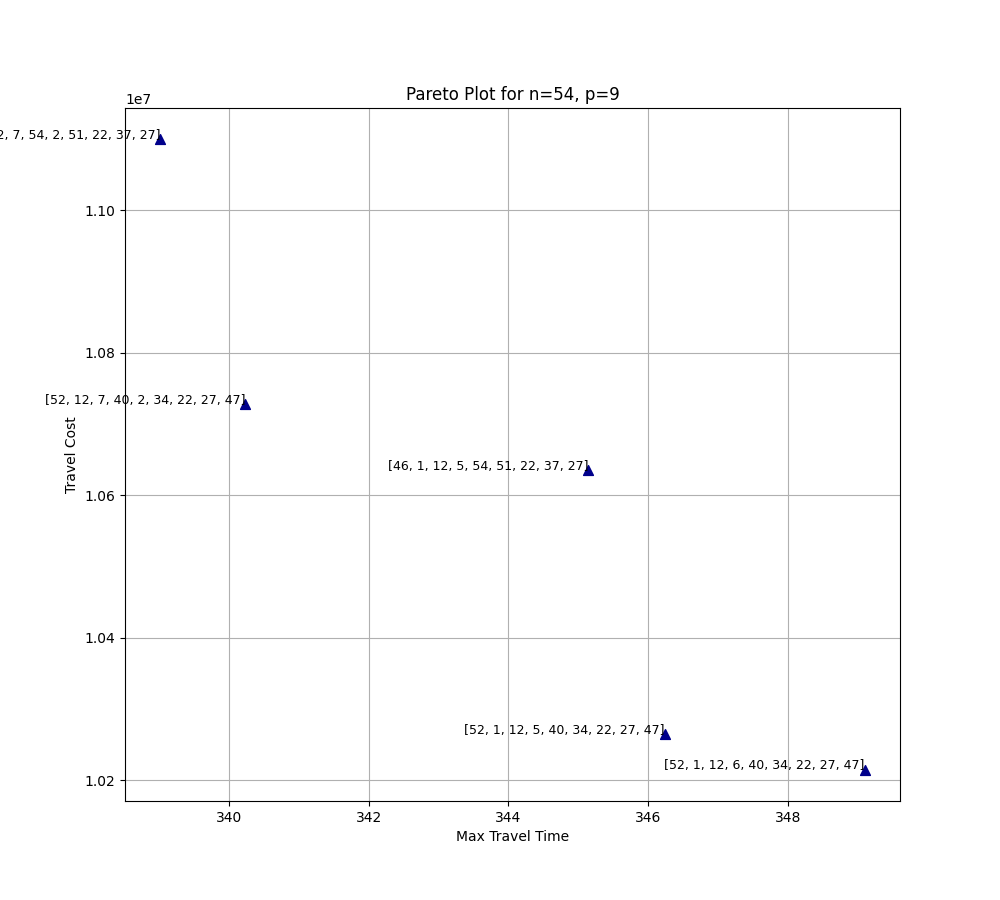 Pareto Plot for n=54, p=9
1e7
2, 7, 54, 2, 51, 22, 37, 27]
1.10
1.08
[52, 12, 7, 40, 2, 34, 22, 27, 47]
Travel Cost
[46, 1, 12, 5, 54, 51, 22, 37, 27]
1.06
1.04
[52, 1, 12, 5, 40, 34, 22, 27, 47]
[52, 1, 12, 6, 40, 34, 22, 27, 47]
1.02
340 342 344 346 348
Max Travel Time